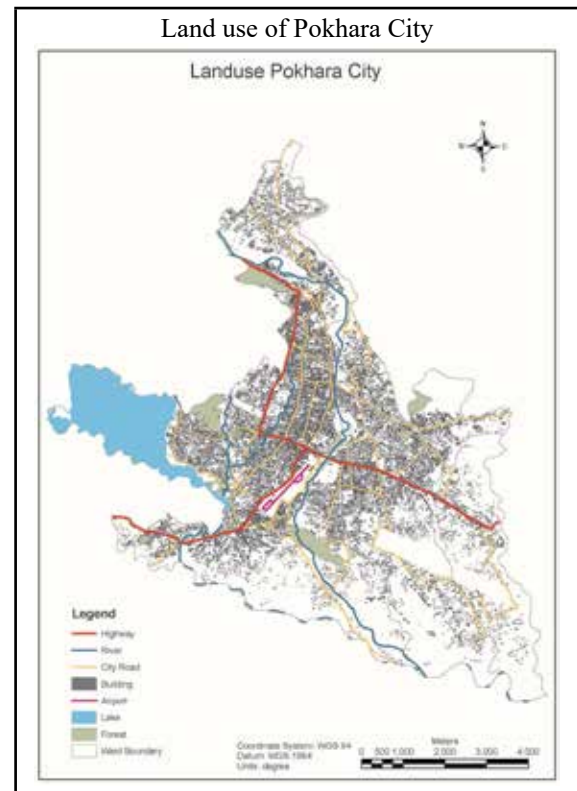 Land use of Pokhara City
Landuse Pokhara City
N
S
Legend
Highway
River
City Road
Building
Airport
Lake
Forest
Ward Boundary
Coordinate System: WGS 84
Datum: WGS 1984
Units: degree
Meters
0 500 1,000 2,000 3,000 4,000